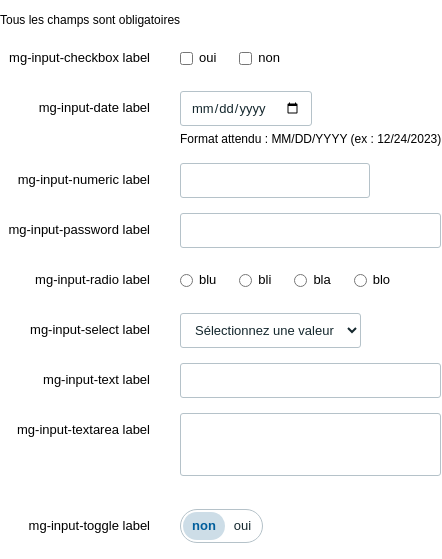 Tous les champs sont obligatoires
mg-input-checkbox label oui non
mg-input-date label mm/dd/yyyy
Format attendu : MM/DD/YYYY (ex : 12/24/2023)
mg-input-numeric label
mg-input-password label
mg-input-radio label blu bli bla blo
mg-input-select label Sélectionnez une valeur
mg-input-text label
mg-input-textarea label
mg-input-toggle label non oui